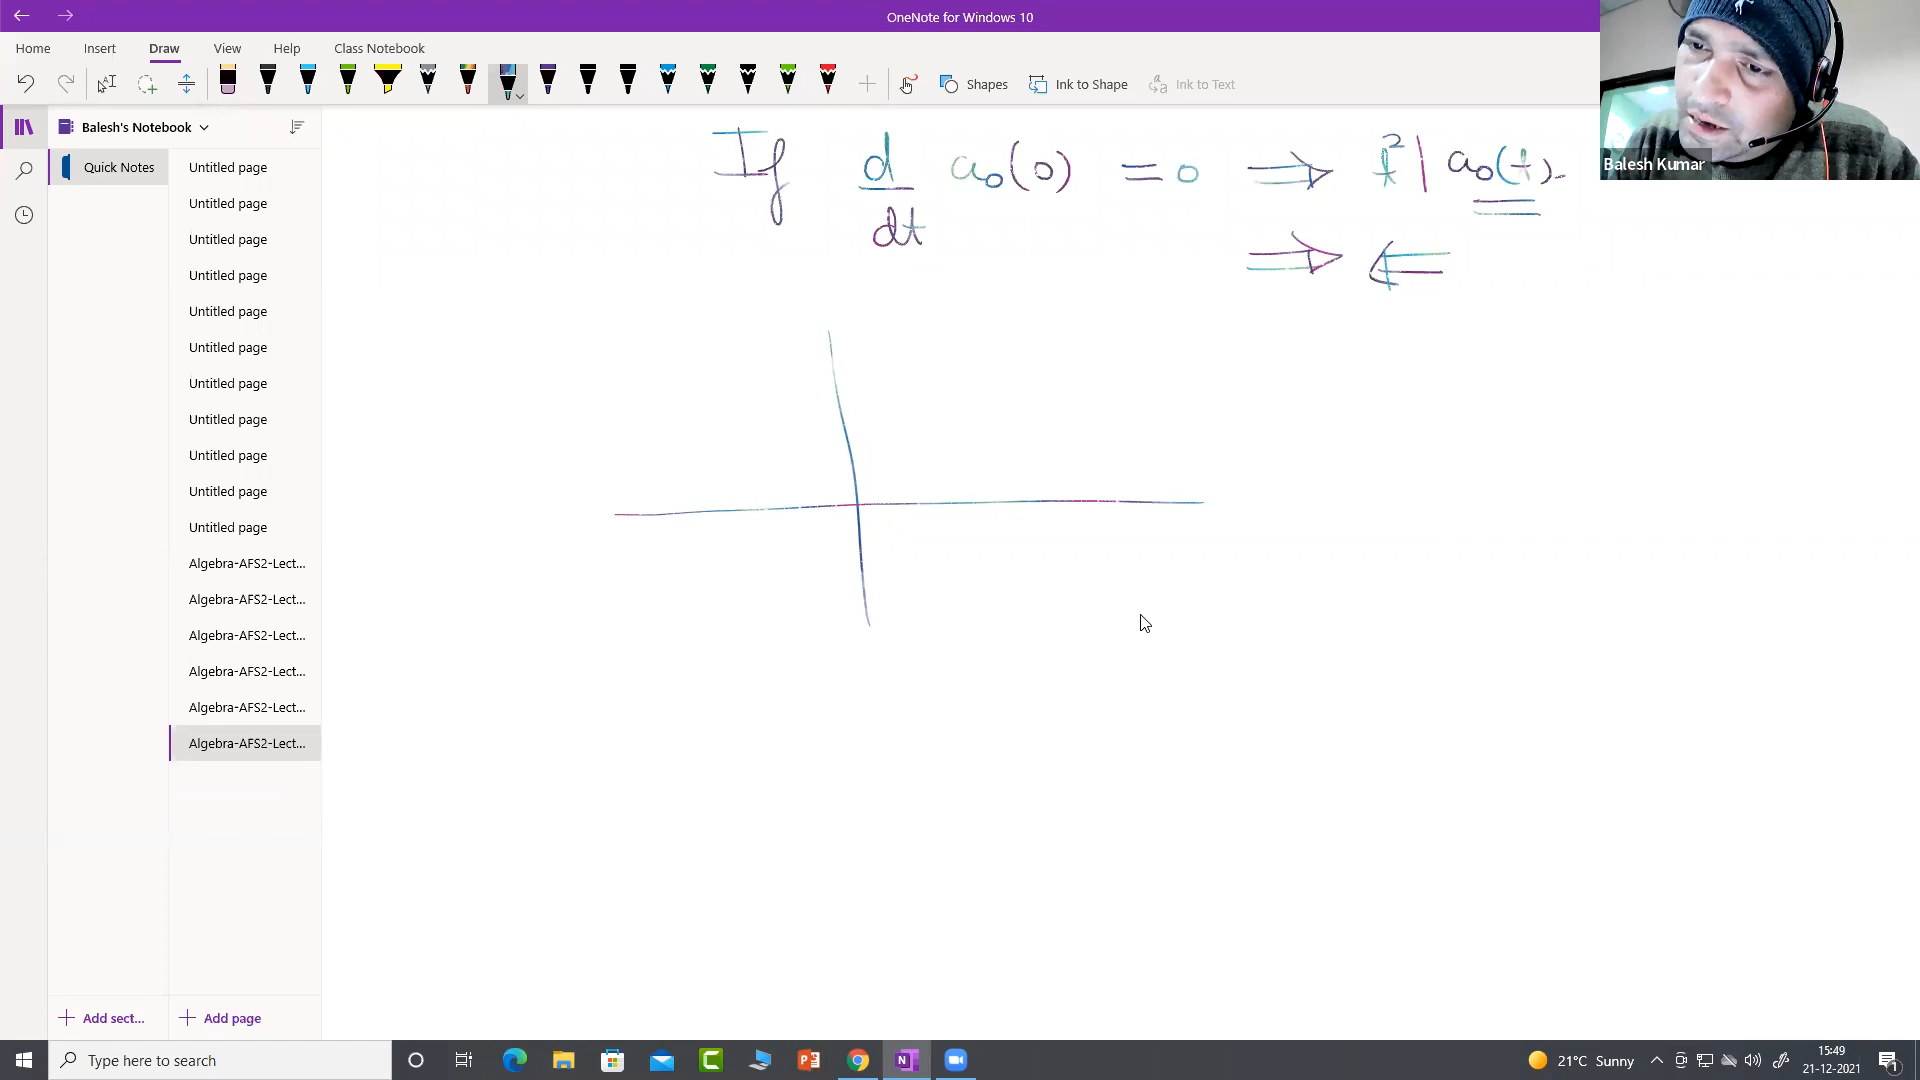 OneNote for Windows 10
Home Insert Draw View Help Class Notebook
Shapes Ink to Shape Ink to Text
Balesh's Notebook
Quick Notes
Untitled page
Untitled page
Untitled page
Untitled page
Untitled page
Untitled page
Untitled page
Untitled page
Untitled page
Untitled page
Untitled page
Algebra-AFS2-Lect...
Algebra-AFS2-Lect...
Algebra-AFS2-Lect...
Algebra-AFS2-Lect...
Algebra-AFS2-Lect...
Algebra-AFS2-Lect...
Add sect... Add page
If d/dt a₀(0) = 0 ⇒ t² | a₀(t).
⇒ ⇐
Balesh Kumar
Type here to search
21°C Sunny
15:49
21-12-2021
1